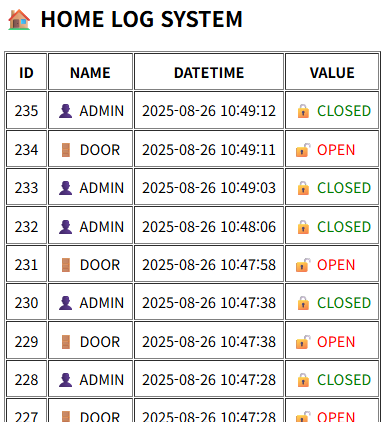 HOME LOG SYSTEM
ID NAME DATETIME VALUE
235 ADMIN 2025-08-26 10:49:12 CLOSED
234 DOOR 2025-08-26 10:49:11 OPEN
233 ADMIN 2025-08-26 10:49:03 CLOSED
232 ADMIN 2025-08-26 10:48:06 CLOSED
231 DOOR 2025-08-26 10:47:58 OPEN
230 ADMIN 2025-08-26 10:47:38 CLOSED
229 DOOR 2025-08-26 10:47:38 OPEN
228 ADMIN 2025-08-26 10:47:28 CLOSED
227 DOOR 2025-08-26 10:47:28 OPEN